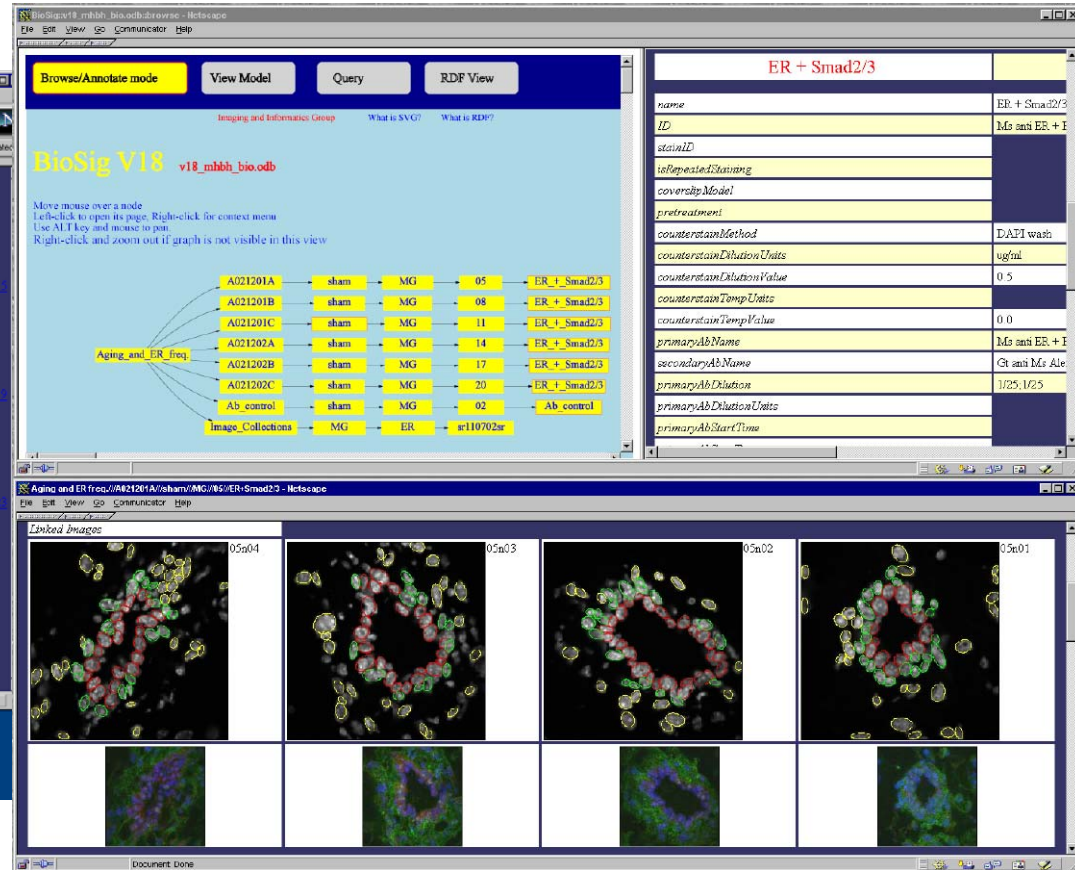 BioSig:v18_mhbh_bio.odb:browse - Netscape
File Edit View Go Communicator Help
Browse/Annotate mode View Model Query RDF View
Imaging and Informatics Group What is SVG? What is RDF?
BioSig V18 v18_mhbh_bio.odb
Move mouse over a node
Left-click to open its page, Right-click for context menu
Use ALT key and mouse to pan.
Right-click and zoom out if graph is not visible in this view
Aging_and_ER_freq.
A021201A sham MG 05 ER_+_Smad2/3
A021201B sham MG 08 ER_+_Smad2/3
A021201C sham MG 11 ER_+_Smad2/3
A021202A sham MG 14 ER_+_Smad2/3
A021202B sham MG 17 ER_+_Smad2/3
A021202C sham MG 20 ER_+_Smad2/3
Ab_control sham MG 02 Ab_control
Image_Collections MG ER sr110702sr
ER + Smad2/3
name ER + Smad2/3
ID Ms anti ER + R
stainID
isRepeatedStaining
coverslipModel
pretreatment
counterstainMethod DAPI wash
counterstainDilutionUnits ug/ml
counterstainDilutionValue 0.5
counterstainTempUnits
counterstainTempValue 0.0
primaryAbName Ms anti ER + R
secondaryAbName Gt anti Ms Ale
primaryAbDilution 1/25;1/25
primaryAbDilutionUnits
primaryAbStartTime
Aging and ER freq.///A021201A///sham///MG///05///ER+Smad2/3 - Netscape
File Edit View Go Communicator Help
Linked Images
05n04 05n03 05n02 05n01
Document: Done